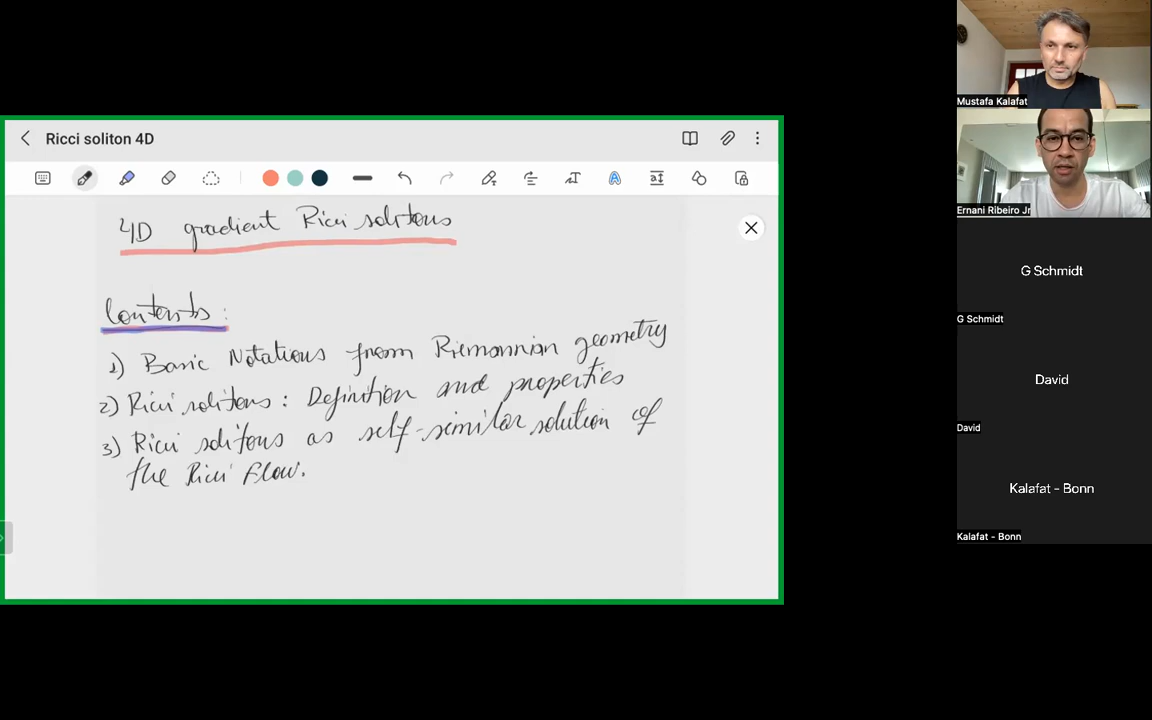 Ricci soliton 4D
4D gradient Ricci solitons
Contents:
1) Basic Notations from Riemannian geometry
2) Ricci solitons: Definition and properties
3) Ricci solitons as self-similar solution of
the Ricci flow.
Mustafa Kalafat
Ernani Ribeiro Jr
G Schmidt
G Schmidt
David
David
Kalafat - Bonn
Kalafat - Bonn